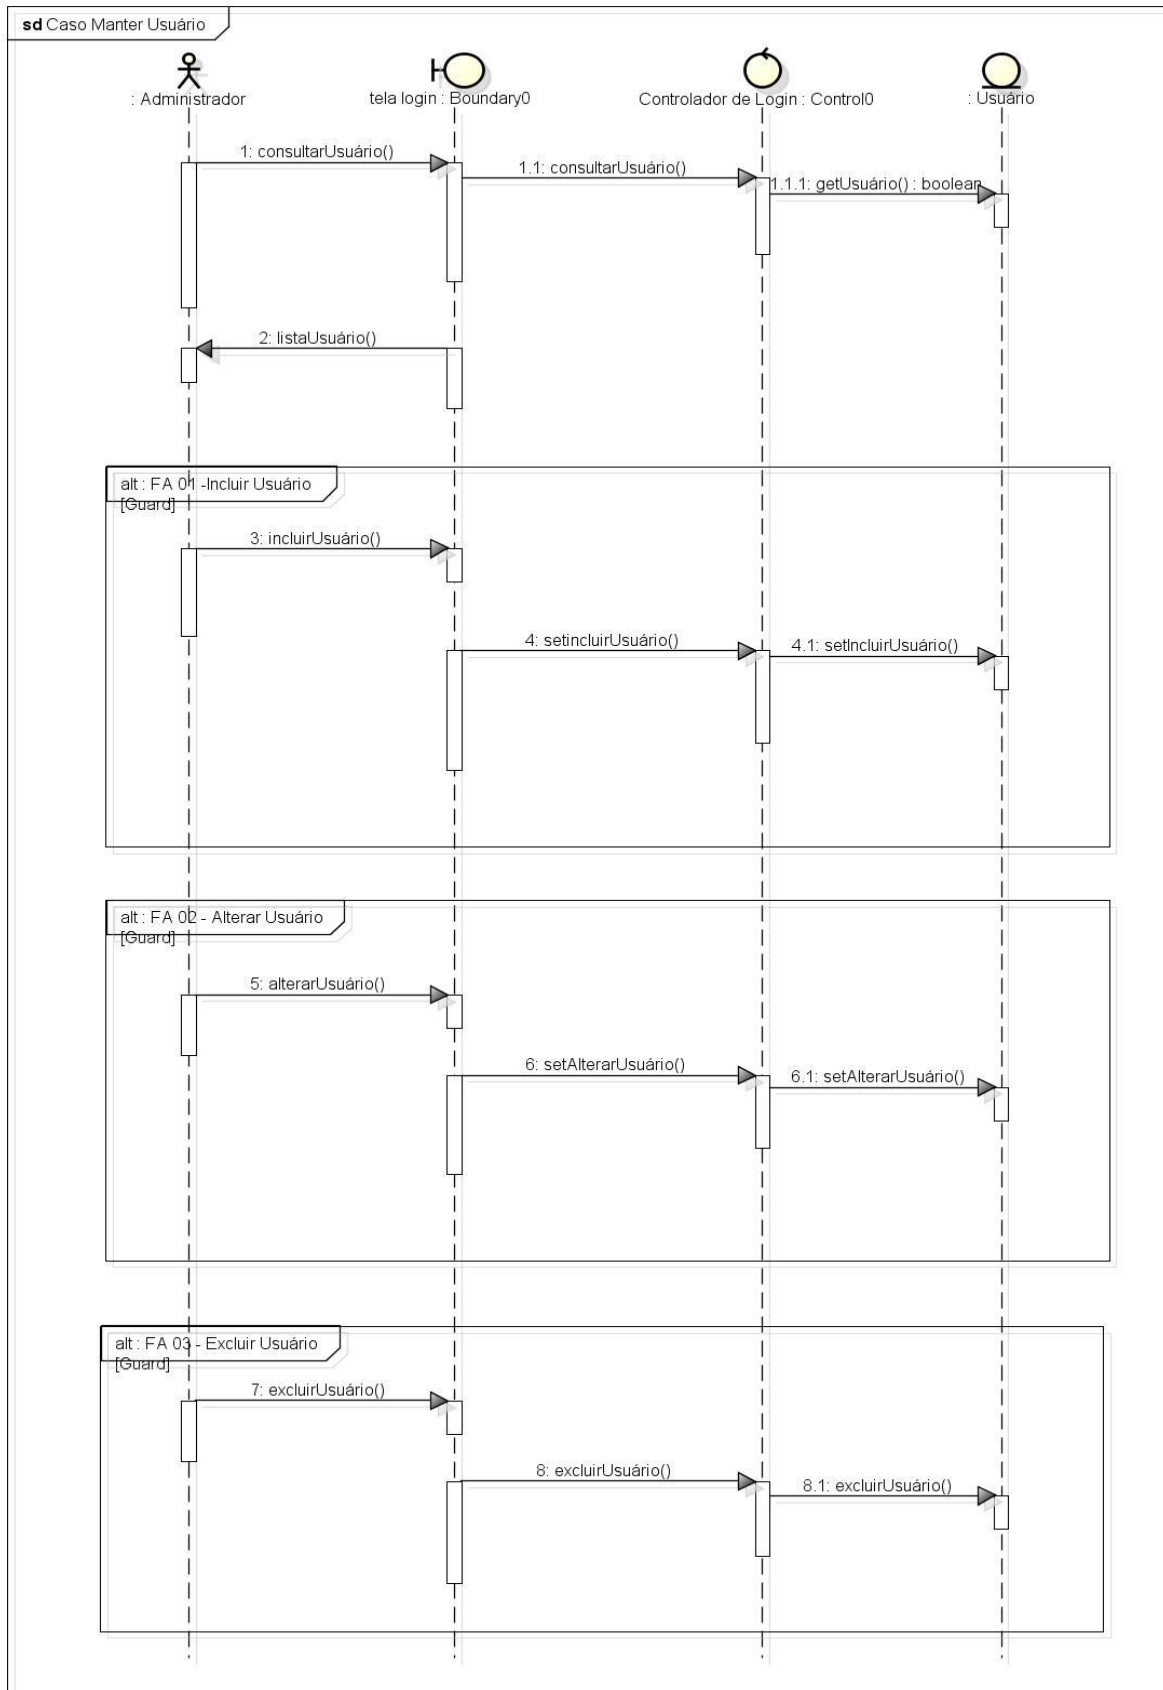 sd Caso Manter Usuário
: Administrador
tela login : Boundary0
Controlador de Login : Control0
: Usuário
1: consultarUsuário()
1.1: consultarUsuário()
1.1.1: getUsuário() : boolean
2: listaUsuário()
alt : FA 01 -Incluir Usuário
[Guard]
3: incluirUsuário()
4: setincluirUsuário()
4.1: setIncluirUsuário()
alt : FA 02 - Alterar Usuário
[Guard]
5: alterarUsuário()
6: setAlterarUsuário()
6.1: setAlterarUsuário()
alt : FA 03 - Excluir Usuário
[Guard]
7: excluirUsuário()
8: excluirUsuário()
8.1: excluirUsuário()